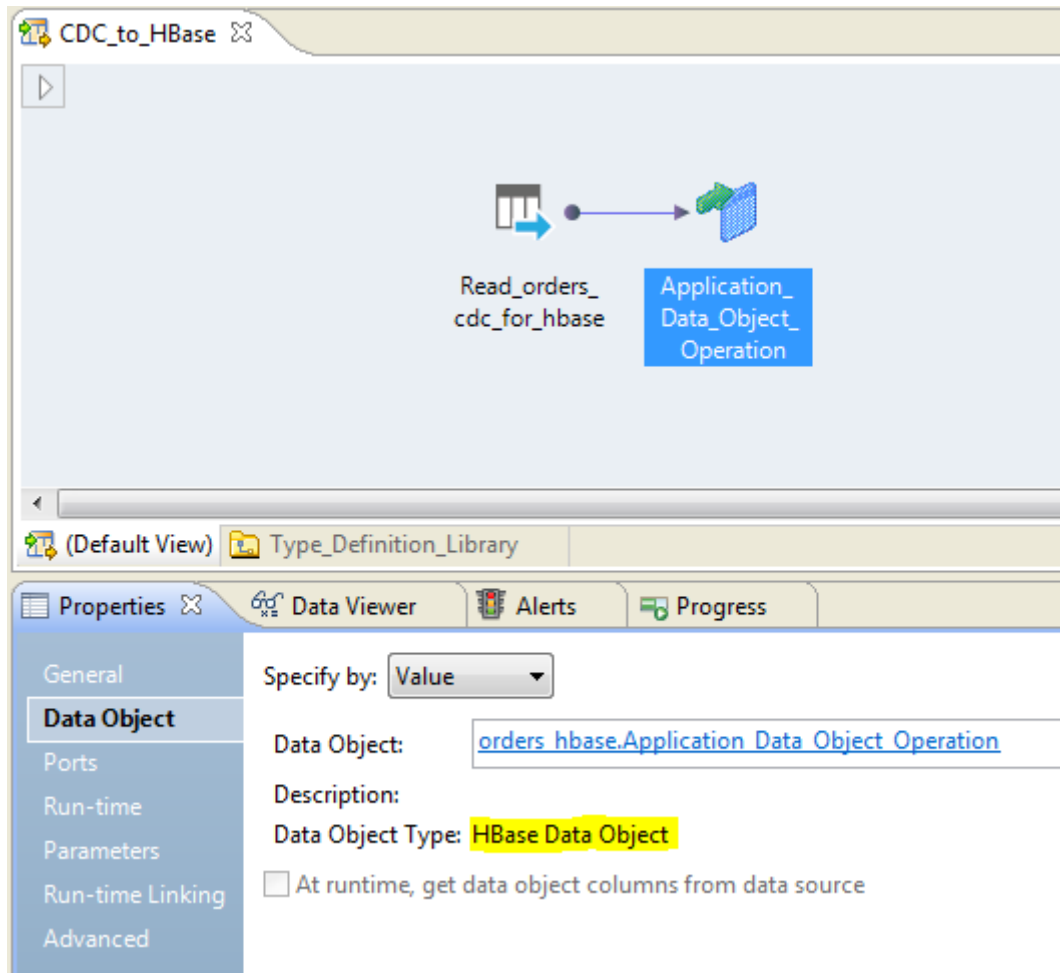 CDC_to_HBase
Read_orders_
cdc_for_hbase
Application_
Data_Object_
Operation
(Default View) Type_Definition_Library
Properties Data Viewer Alerts Progress
General
Data Object
Ports
Run-time
Parameters
Run-time Linking
Advanced
Specify by: Value
Data Object: orders_hbase.Application_Data_Object_Operation
Description:
Data Object Type: HBase Data Object
At runtime, get data object columns from data source